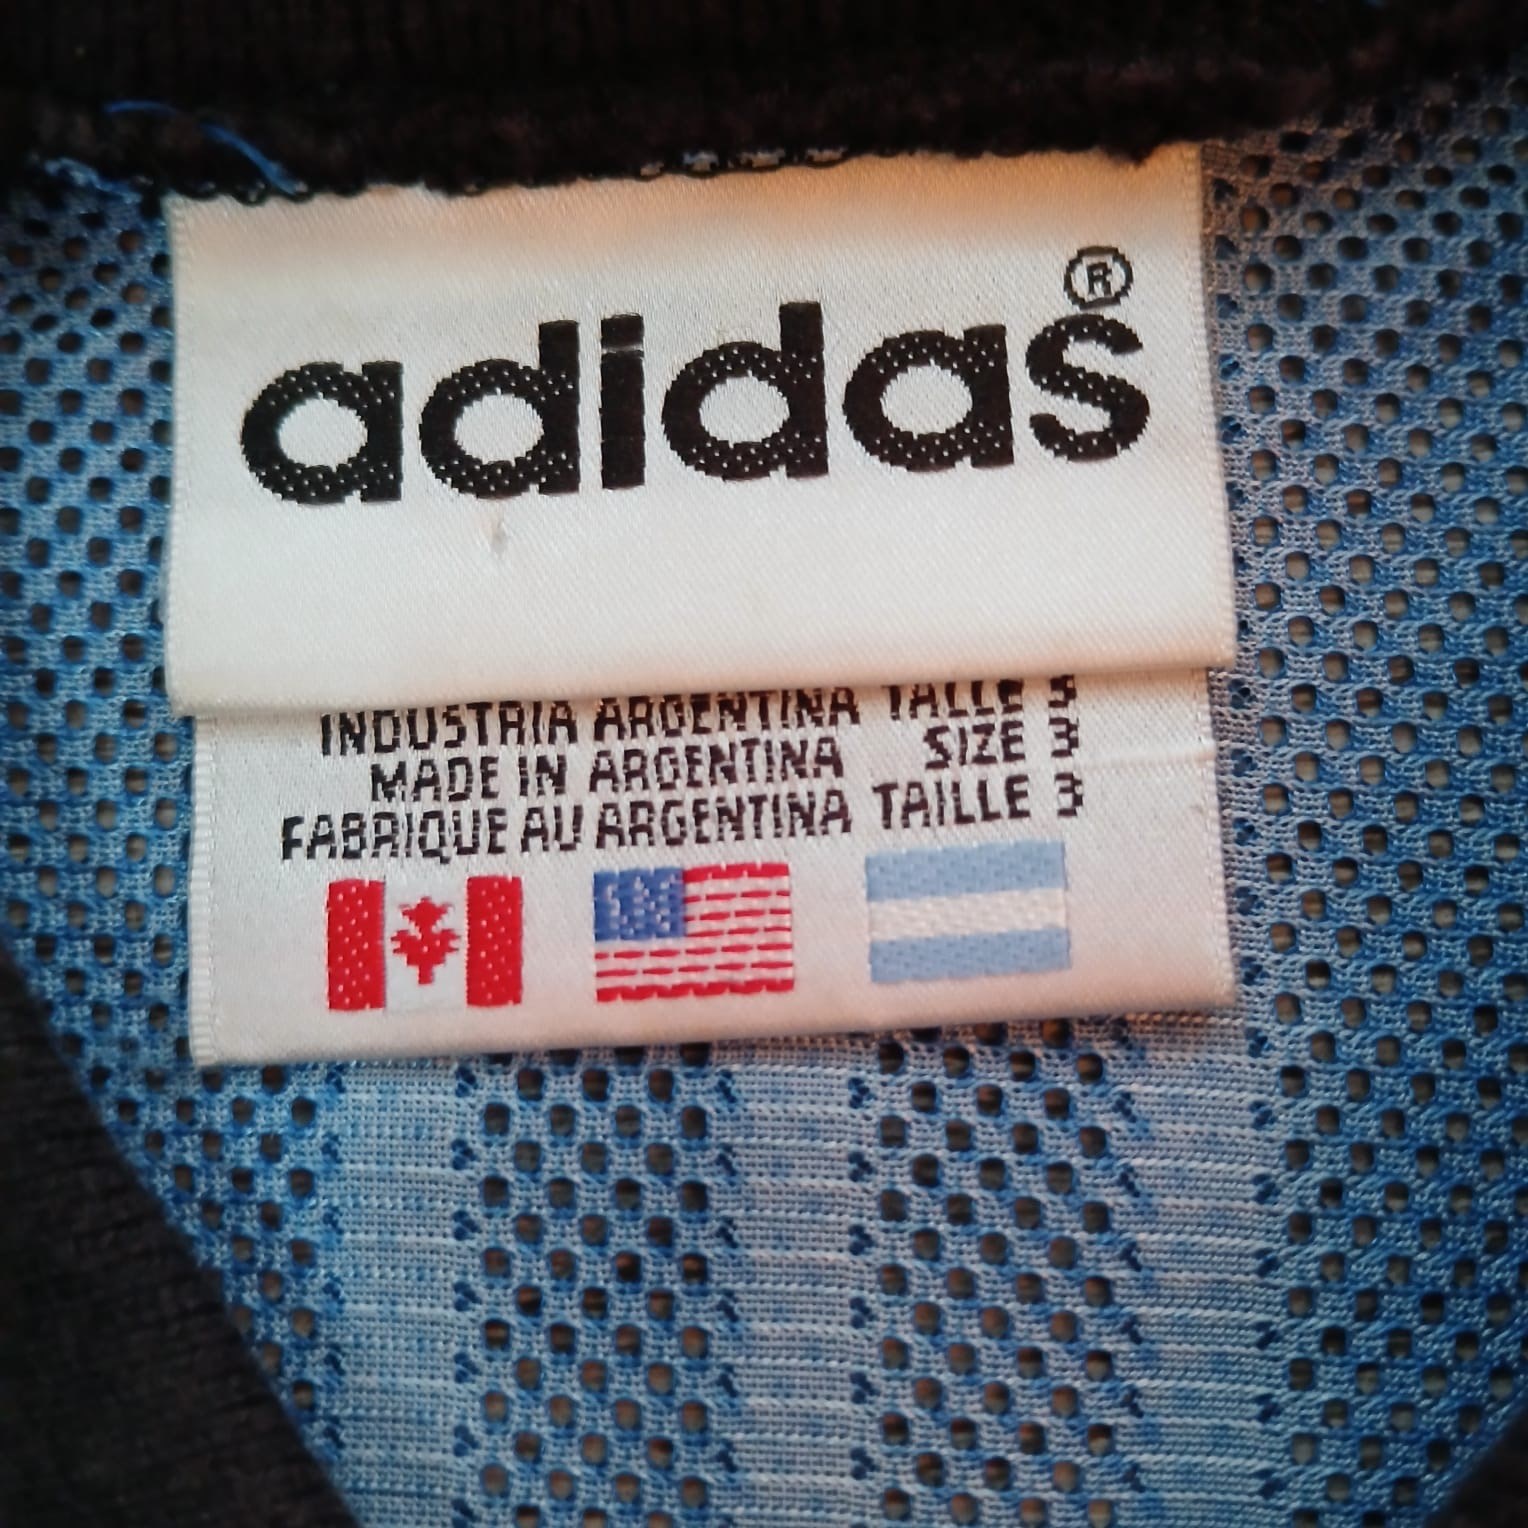 adidas®
INDUSTRIA ARGENTINA TALLE 3
MADE IN ARGENTINA SIZE 3
FABRIQUE AU ARGENTINA TAILLE 3